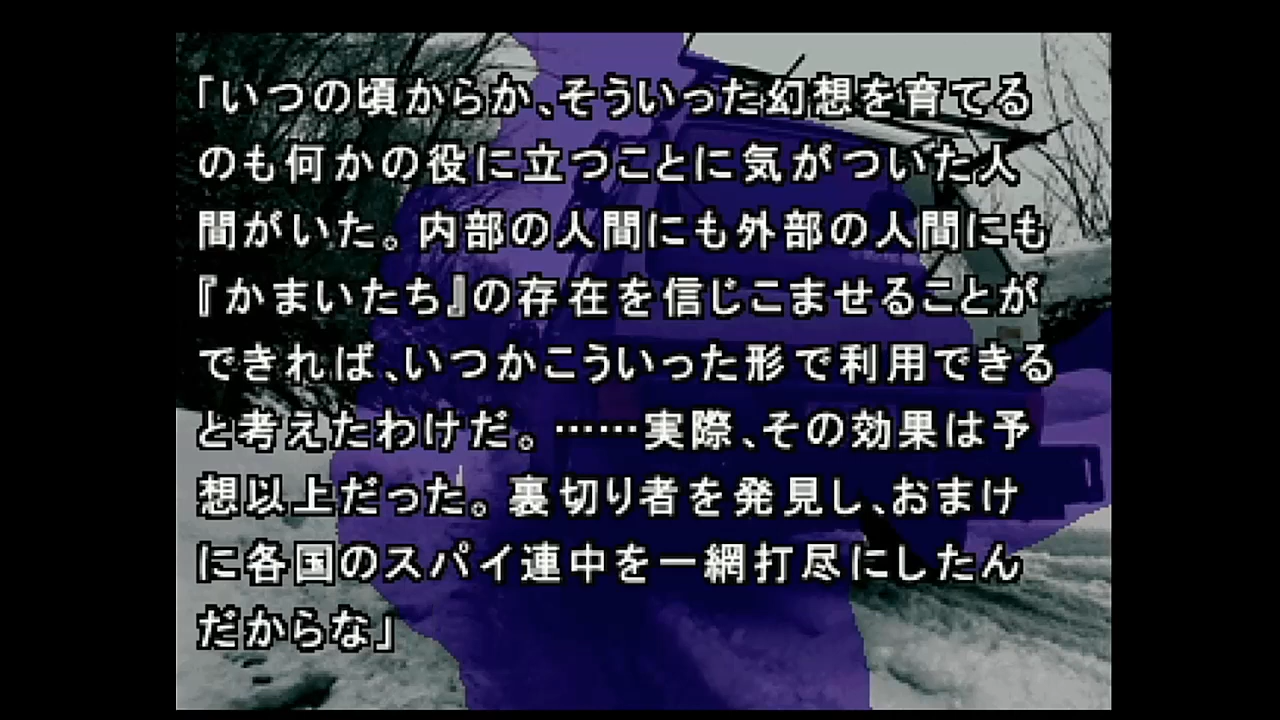 「いつの頃からか、そういった幻想を育てる
のも何かの役に立つことに気がついた人
間がいた。内部の人間にも外部の人間にも
『かまいたち』の存在を信じこませることが
できれば、いつかこういった形で利用できる
と考えたわけだ。……実際、その効果は予
想以上だった。裏切り者を発見し、おまけ
に各国のスパイ連中を一網打尽にしたん
だからな」